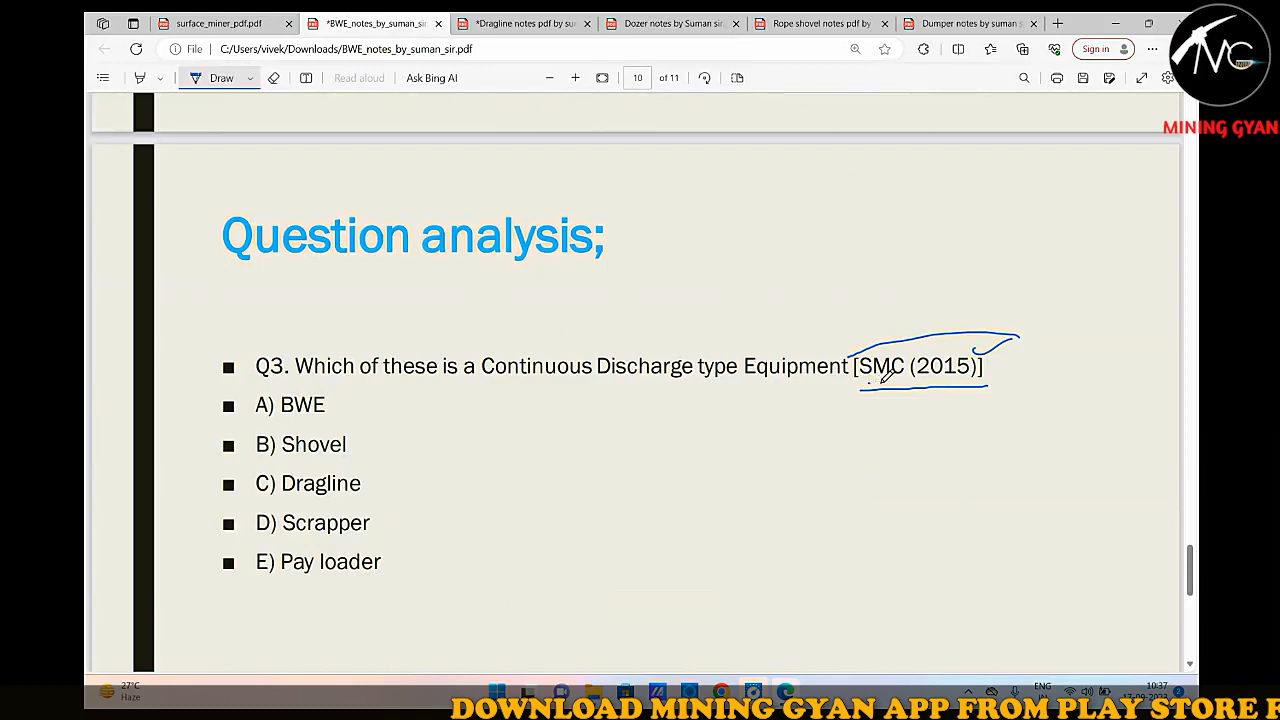 surface_miner_pdf.pdf
*BWE_notes_by_suman_sir.
*Dragline notes pdf by su
Dozer notes by Suman sir.
Rope shovel notes pdf by
Dumper notes by suman s
File
C:/Users/vivek/Downloads/BWE_notes_by_suman_sir.pdf
Sign in
Draw
Read aloud
Ask Bing AI
10
of 11
MC
MINING GYAN
Question analysis;
Q3. Which of these is a Continuous Discharge type Equipment [SMC (2015)]
A) BWE
B) Shovel
C) Dragline
D) Scrapper
E) Pay loader
27°C
Haze
ENG
IN
10:37
DOWNLOAD MINING GYAN APP FROM PLAY STORE